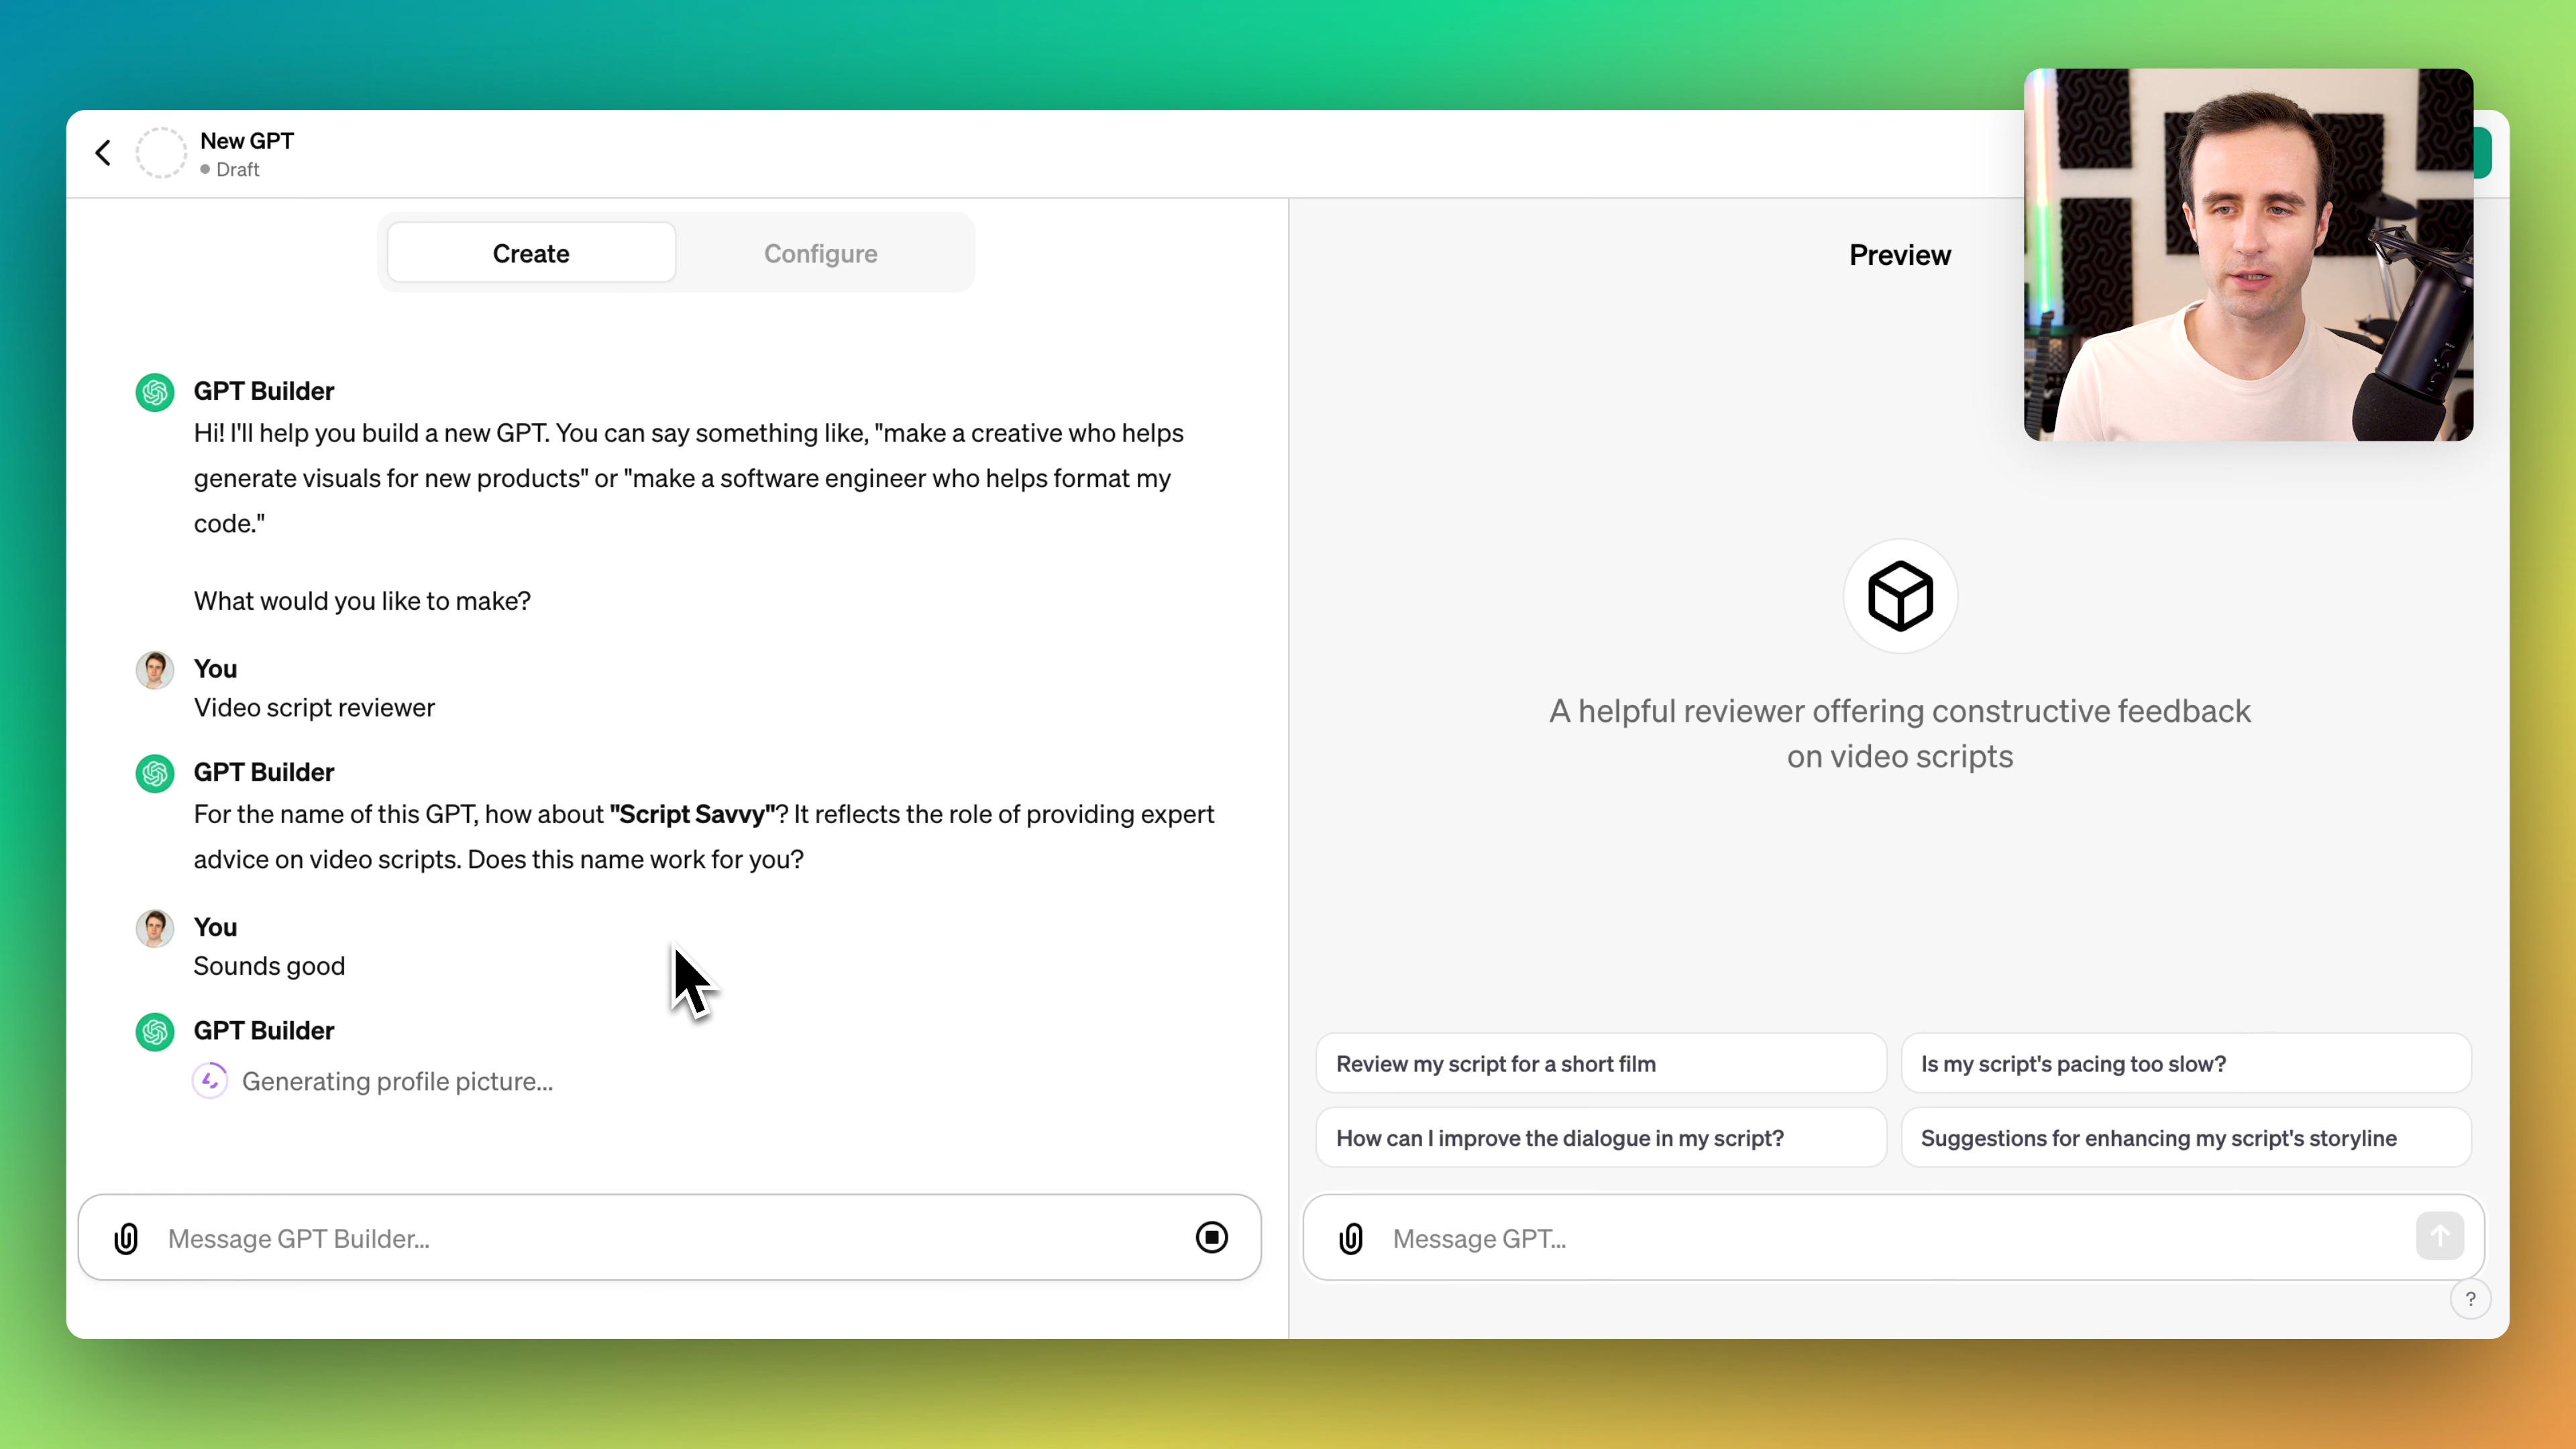 New GPT
Draft
Create
Configure
Preview
GPT Builder
Hi! I'll help you build a new GPT. You can say something like, "make a creative who helps
generate visuals for new products" or "make a software engineer who helps format my
code."
What would you like to make?
You
Video script reviewer
GPT Builder
For the name of this GPT, how about "Script Savvy"? It reflects the role of providing expert
advice on video scripts. Does this name work for you?
You
Sounds good
GPT Builder
Generating profile picture...
Message GPT Builder...
A helpful reviewer offering constructive feedback
on video scripts
Review my script for a short film
Is my script's pacing too slow?
How can I improve the dialogue in my script?
Suggestions for enhancing my script's storyline
Message GPT...
?